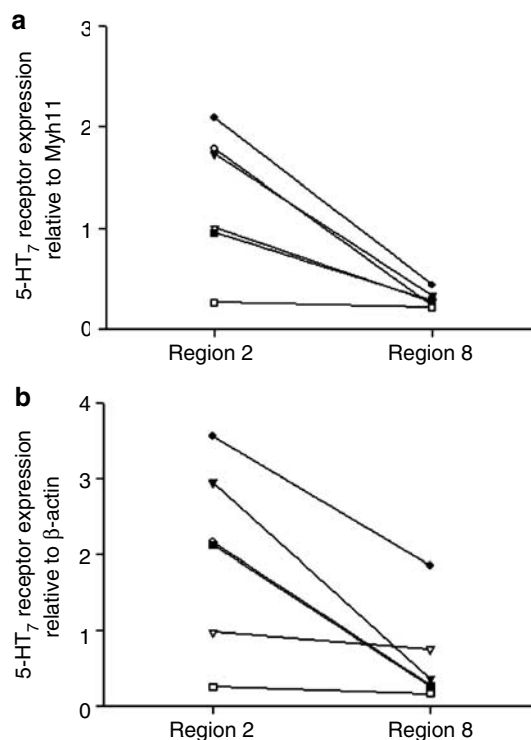 a
5-HT₇ receptor expression
relative to Myh11
3
2
1
0
Region 2
Region 8
b
5-HT₇ receptor expression
relative to β-actin
4
3
2
1
0
Region 2
Region 8